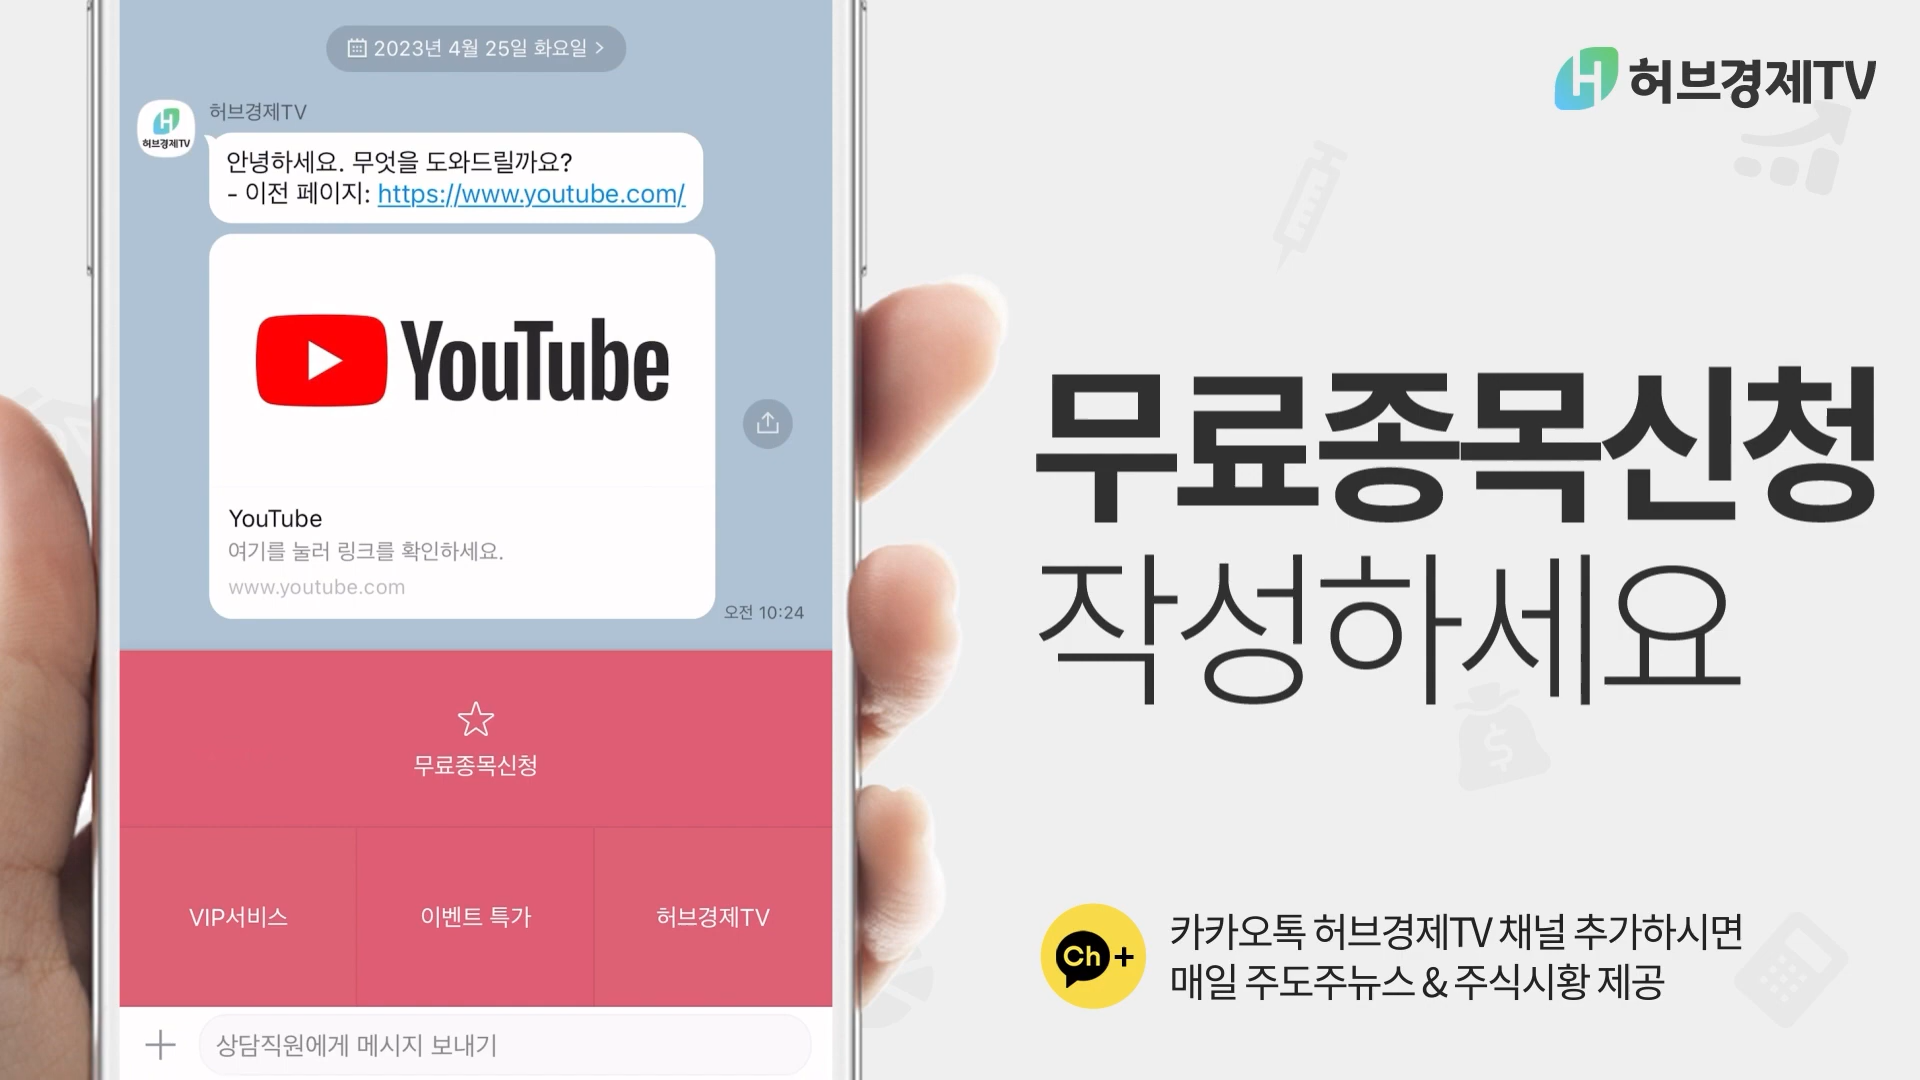 2023년 4월 25일 화요일 >
허브경제TV
허브경제TV
안녕하세요. 무엇을 도와드릴까요?
- 이전 페이지: https://www.youtube.com/
YouTube
YouTube
여기를 눌러 링크를 확인하세요.
www.youtube.com
오전 10:24
무료종목신청
VIP서비스
이벤트 특가
허브경제TV
상담직원에게 메시지 보내기
허브경제TV
무료종목신청
작성하세요
Ch+
카카오톡 허브경제TV 채널 추가하시면
매일 주도주뉴스 & 주식시황 제공